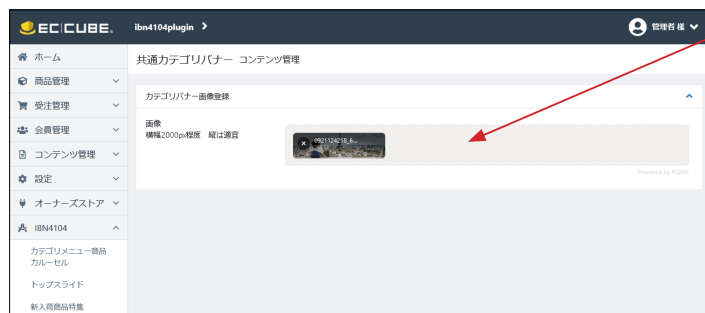 EC CUBE.
ibn4104plugin
管理者 様
ホーム
商品管理
受注管理
会員管理
コンテンツ管理
設定
オーナーズストア
IBN4104
カテゴリメニュー商品
カルーセル
トップスライド
新入荷商品特集
共通カテゴリバナー コンテンツ管理
カテゴリバナー画像登録
画像
横幅2000px程度 縦は適宜
0921124218_6...
Powered by PQINA